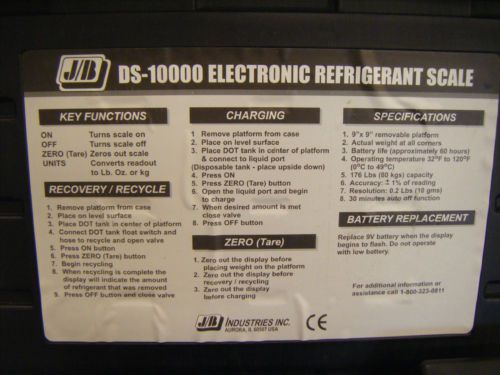 J/B DS-10000 ELECTRONIC REFRIGERANT SCALE
KEY FUNCTIONS
ON Turns scale on
OFF Turns scale off
ZERO (Tare) Zeros out scale
UNITS Converts readout
to Lb. Oz. or kg
RECOVERY / RECYCLE
1. Remove platform from case
2. Place on level surface
3. Place DOT tank in center of platform
4. Connect DOT tank float switch and
hose to recycle and open valve
5. Press ON button
6. Press ZERO (Tare) button
7. Begin recycling
8. When recycling is complete the
display will indicate the amount
of refrigerant that was removed
9. Press OFF button and close valve
CHARGING
1 Remove platform from case
2. Place on level surface
3. Place DOT tank in center of platform
& connect to liquid port
(Disposable tank - place upside down)
4. Press ON
5. Press ZERO (Tare) button
6. Open the liquid port and begin
to charge
7. When desired amount is met
close valve
8. Press OFF button
ZERO (Tare)
1. Zero out the display before
placing weight on the platform
2. Zero out the display before
recovery / recycling
3. Zero out the display
before charging
J/B INDUSTRIES INC.
AURORA, IL 60507 USA
CE
SPECIFICATIONS
1. 9"x 9" removable platform
2. Actual weight at all corners
3. Battery life (approximately 60 hours)
4. Operating temperature 32°F to 120°F
(0°C to 49°C)
5. 176 Lbs (80 kgs) capacity
6. Accuracy: ± 1% of reading
7. Resolution: 0.2 Lbs (10 gms)
8. 30 minutes auto off function
BATTERY REPLACEMENT
Replace 9V battery when the display
begins to flash. Do not operate
with low battery.
For additional information or
assistance call 1-800-323-0811